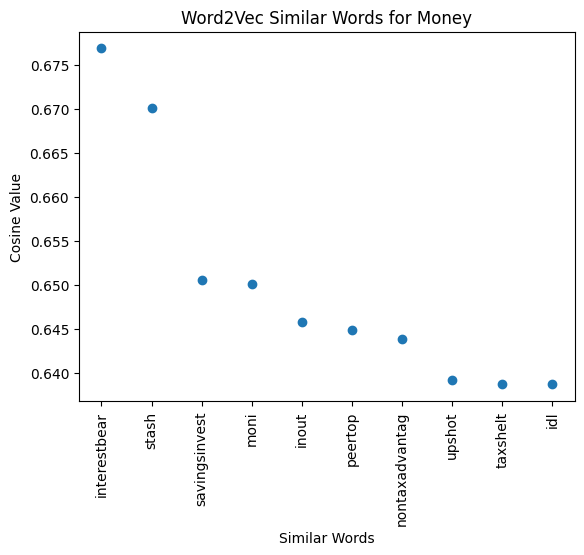 Word2Vec Similar Words for Money
Cosine Value
0.675
0.670
0.665
0.660
0.655
0.650
0.645
0.640
interestbear
stash
savingsinvest
moni
inout
peertop
nontaxadvantag
upshot
taxshelt
idl
Similar Words